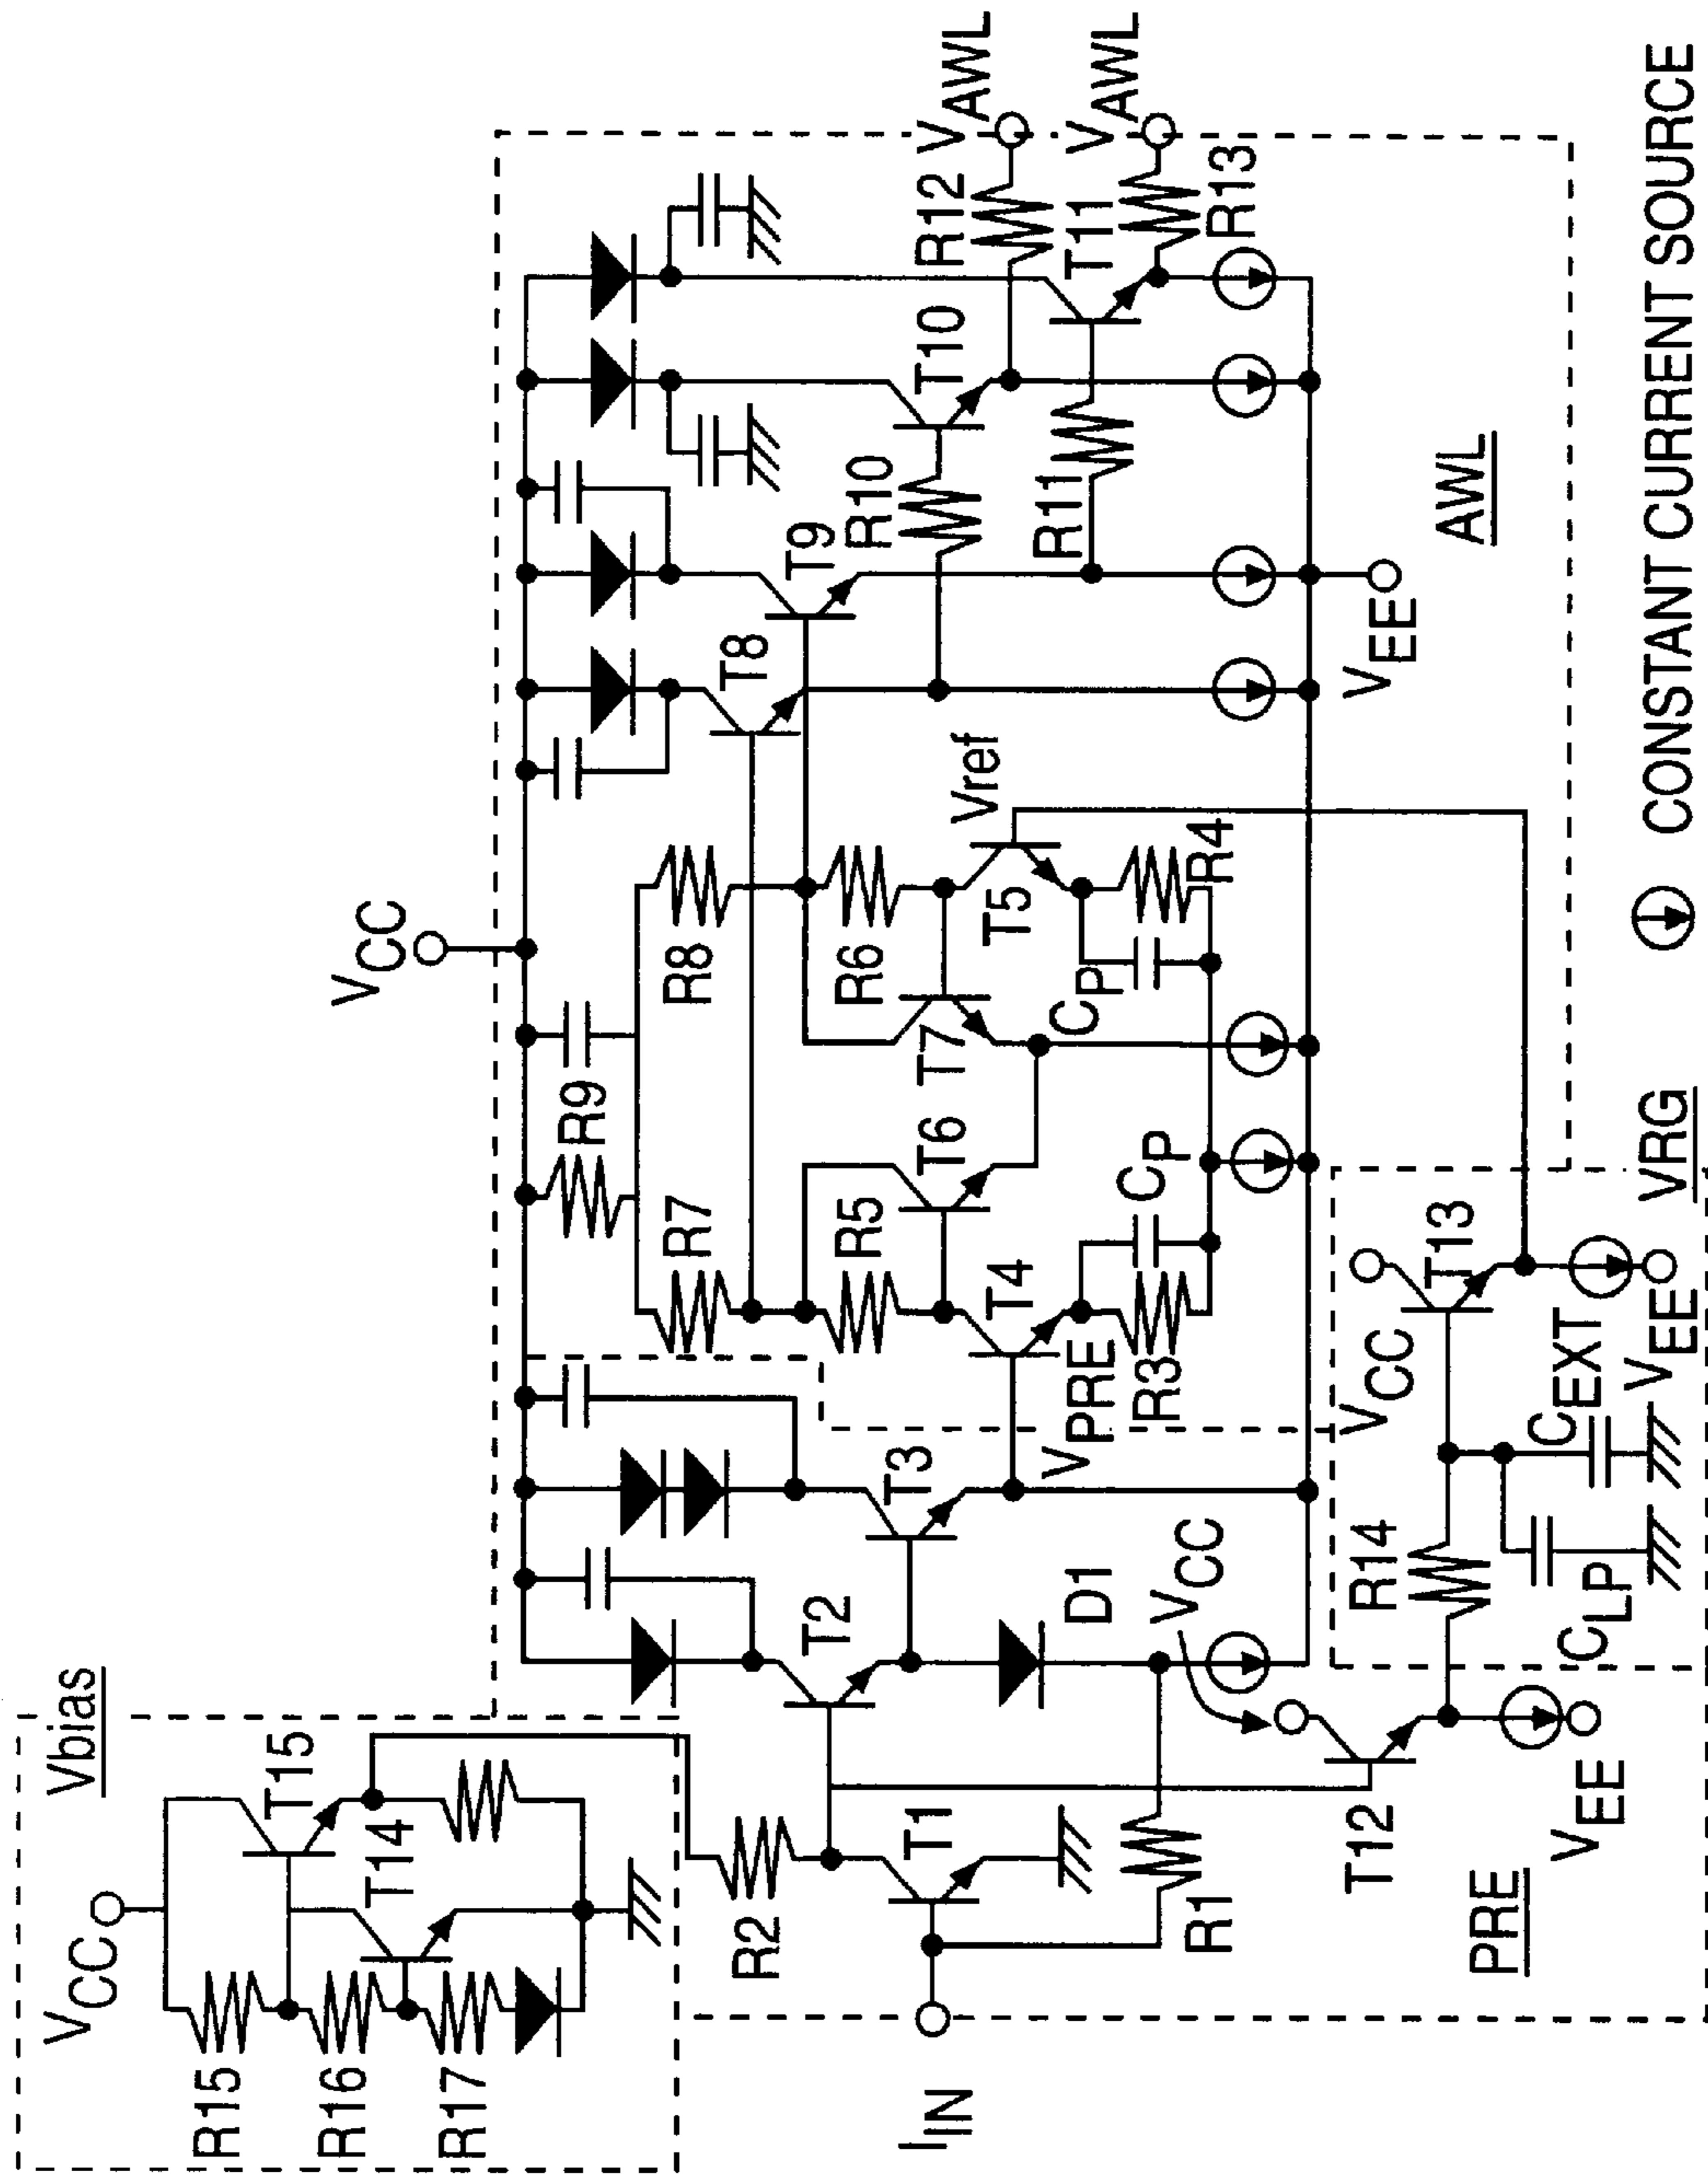 Vbias
VCC
T15
T14
R15
R16
R17
IIN
R2
T1
R1
T2
D1
VCC
T12
VEE
PRE
T3
VPRE
VCC
R9
R7
R8
R5
R6
T6
T7
T4
T5
R3
R4
CP
CP
Vref
T8
T9
R10
R11
T10
T11
R12
R13
VAWL
VAWL
VEE
AWL
R14
CLP
CEXT
VCC
T13
VEE
VRG
CONSTANT CURRENT SOURCE